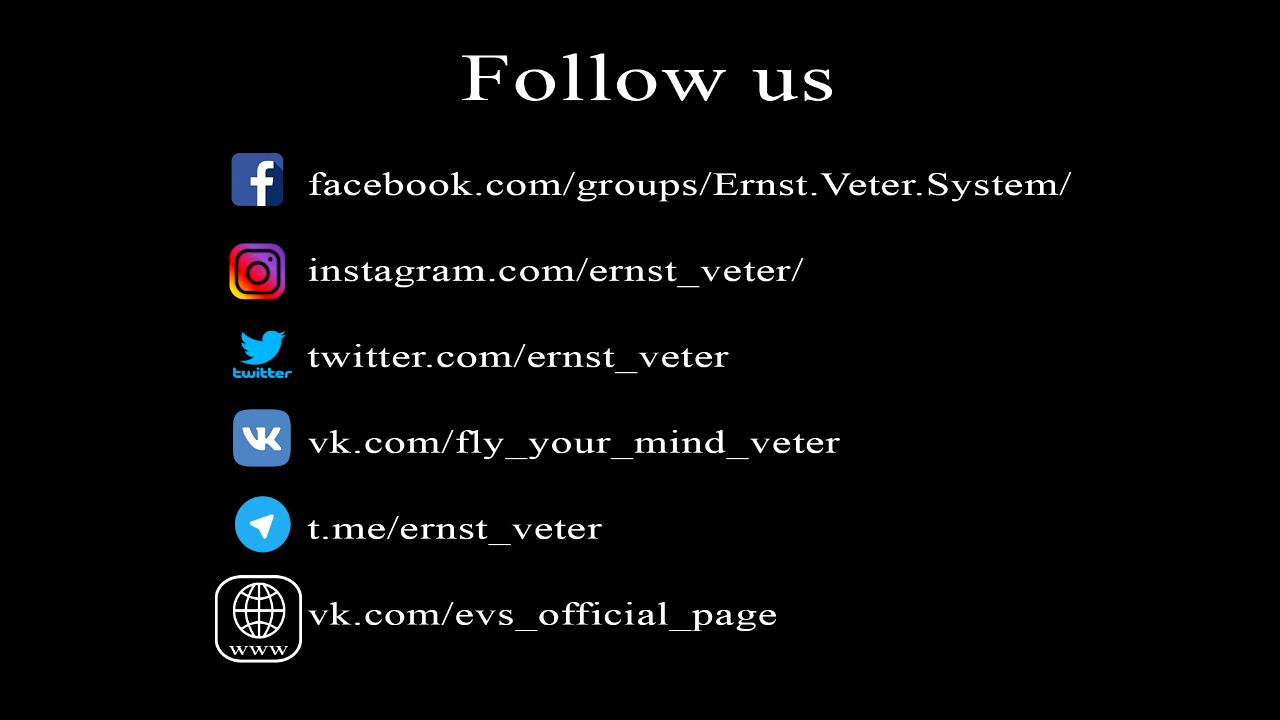 Follow us
facebook.com/groups/Ernst.Veter.System/
instagram.com/ernst_veter/
twitter.com/ernst_veter
twitter
vk.com/fly_your_mind_veter
t.me/ernst_veter
vk.com/evs_official_page
www